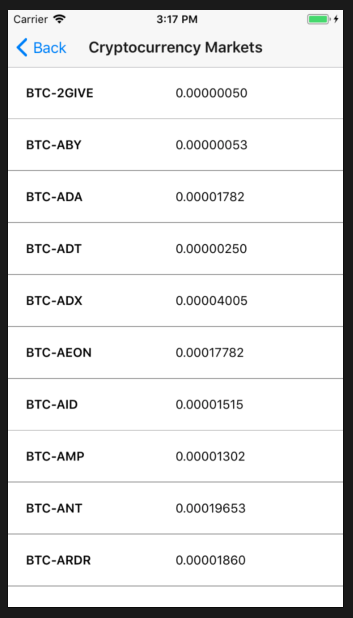 Carrier 3:17 PM
Back Cryptocurrency Markets
BTC-2GIVE 0.00000050
BTC-ABY 0.00000053
BTC-ADA 0.00001782
BTC-ADT 0.00000250
BTC-ADX 0.00004005
BTC-AEON 0.00017782
BTC-AID 0.00001515
BTC-AMP 0.00001302
BTC-ANT 0.00019653
BTC-ARDR 0.00001860